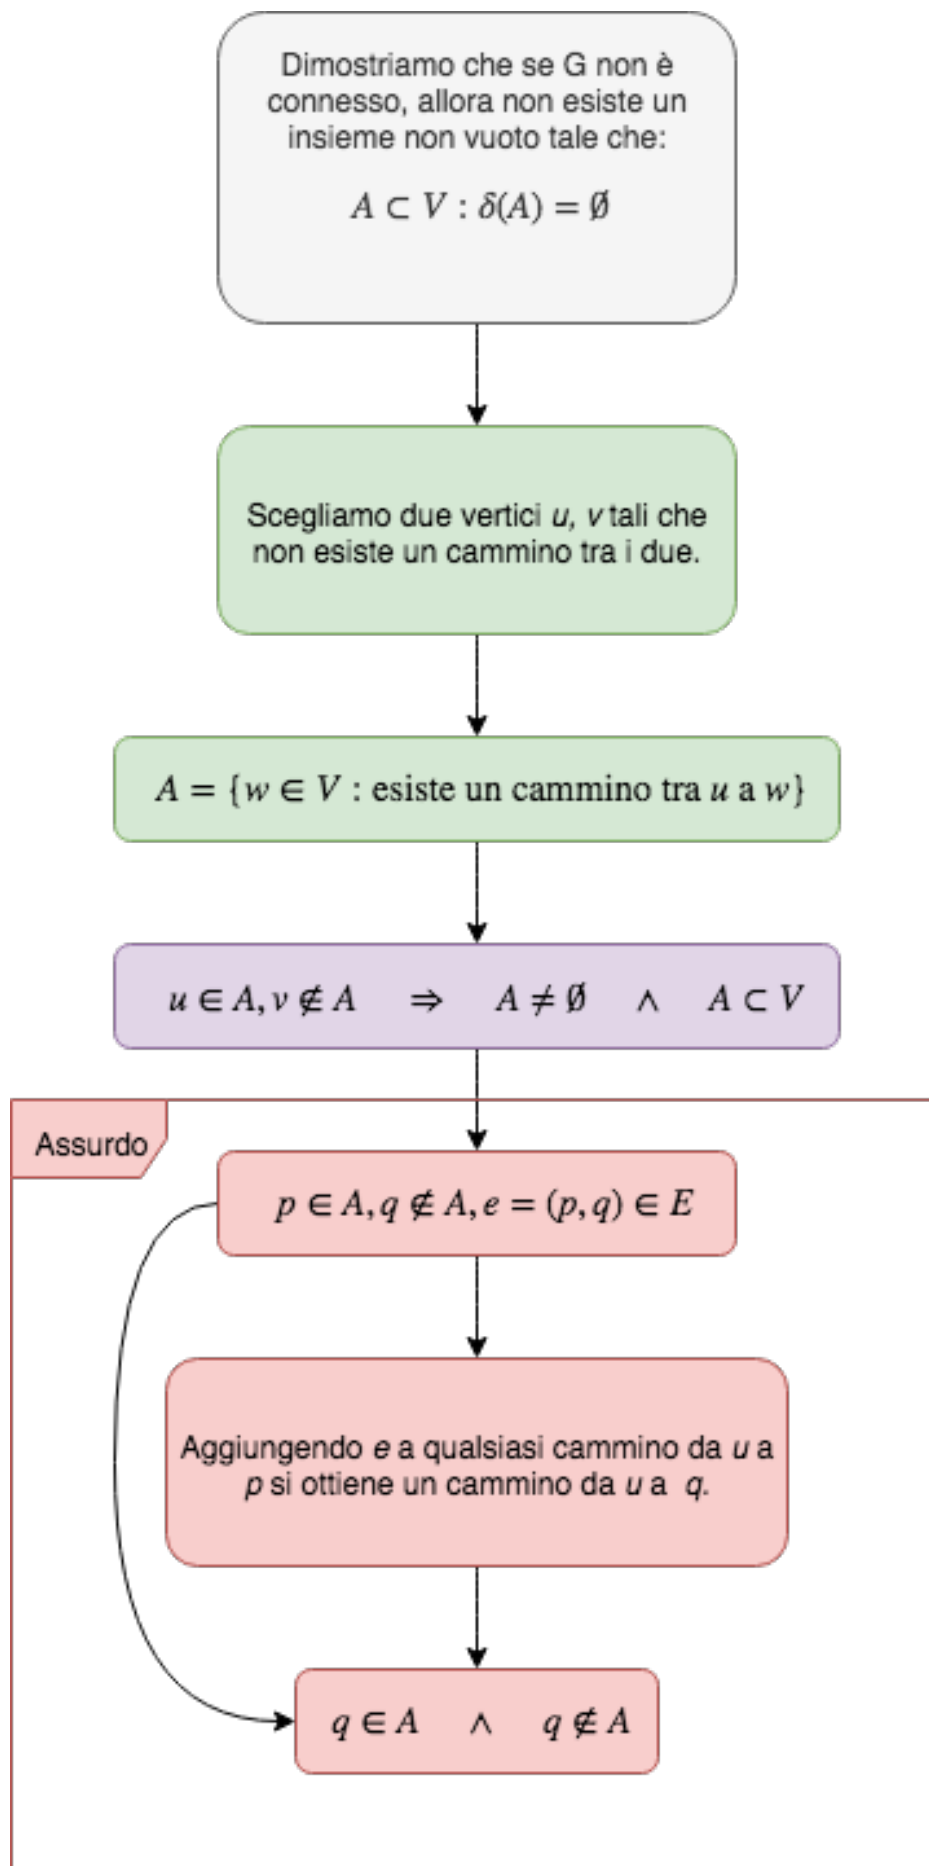 Dimostriamo che se G non è
connesso, allora non esiste un
insieme non vuoto tale che:
A ⊂ V : δ(A) = ∅
Scegliamo due vertici u, v tali che
non esiste un cammino tra i due.
A = {w ∈ V : esiste un cammino tra u a w}
u ∈ A, v ∉ A ⇒ A ≠ ∅ ∧ A ⊂ V
Assurdo
p ∈ A, q ∉ A, e = (p, q) ∈ E
Aggiungendo e a qualsiasi cammino da u a
p si ottiene un cammino da u a q.
q ∈ A ∧ q ∉ A